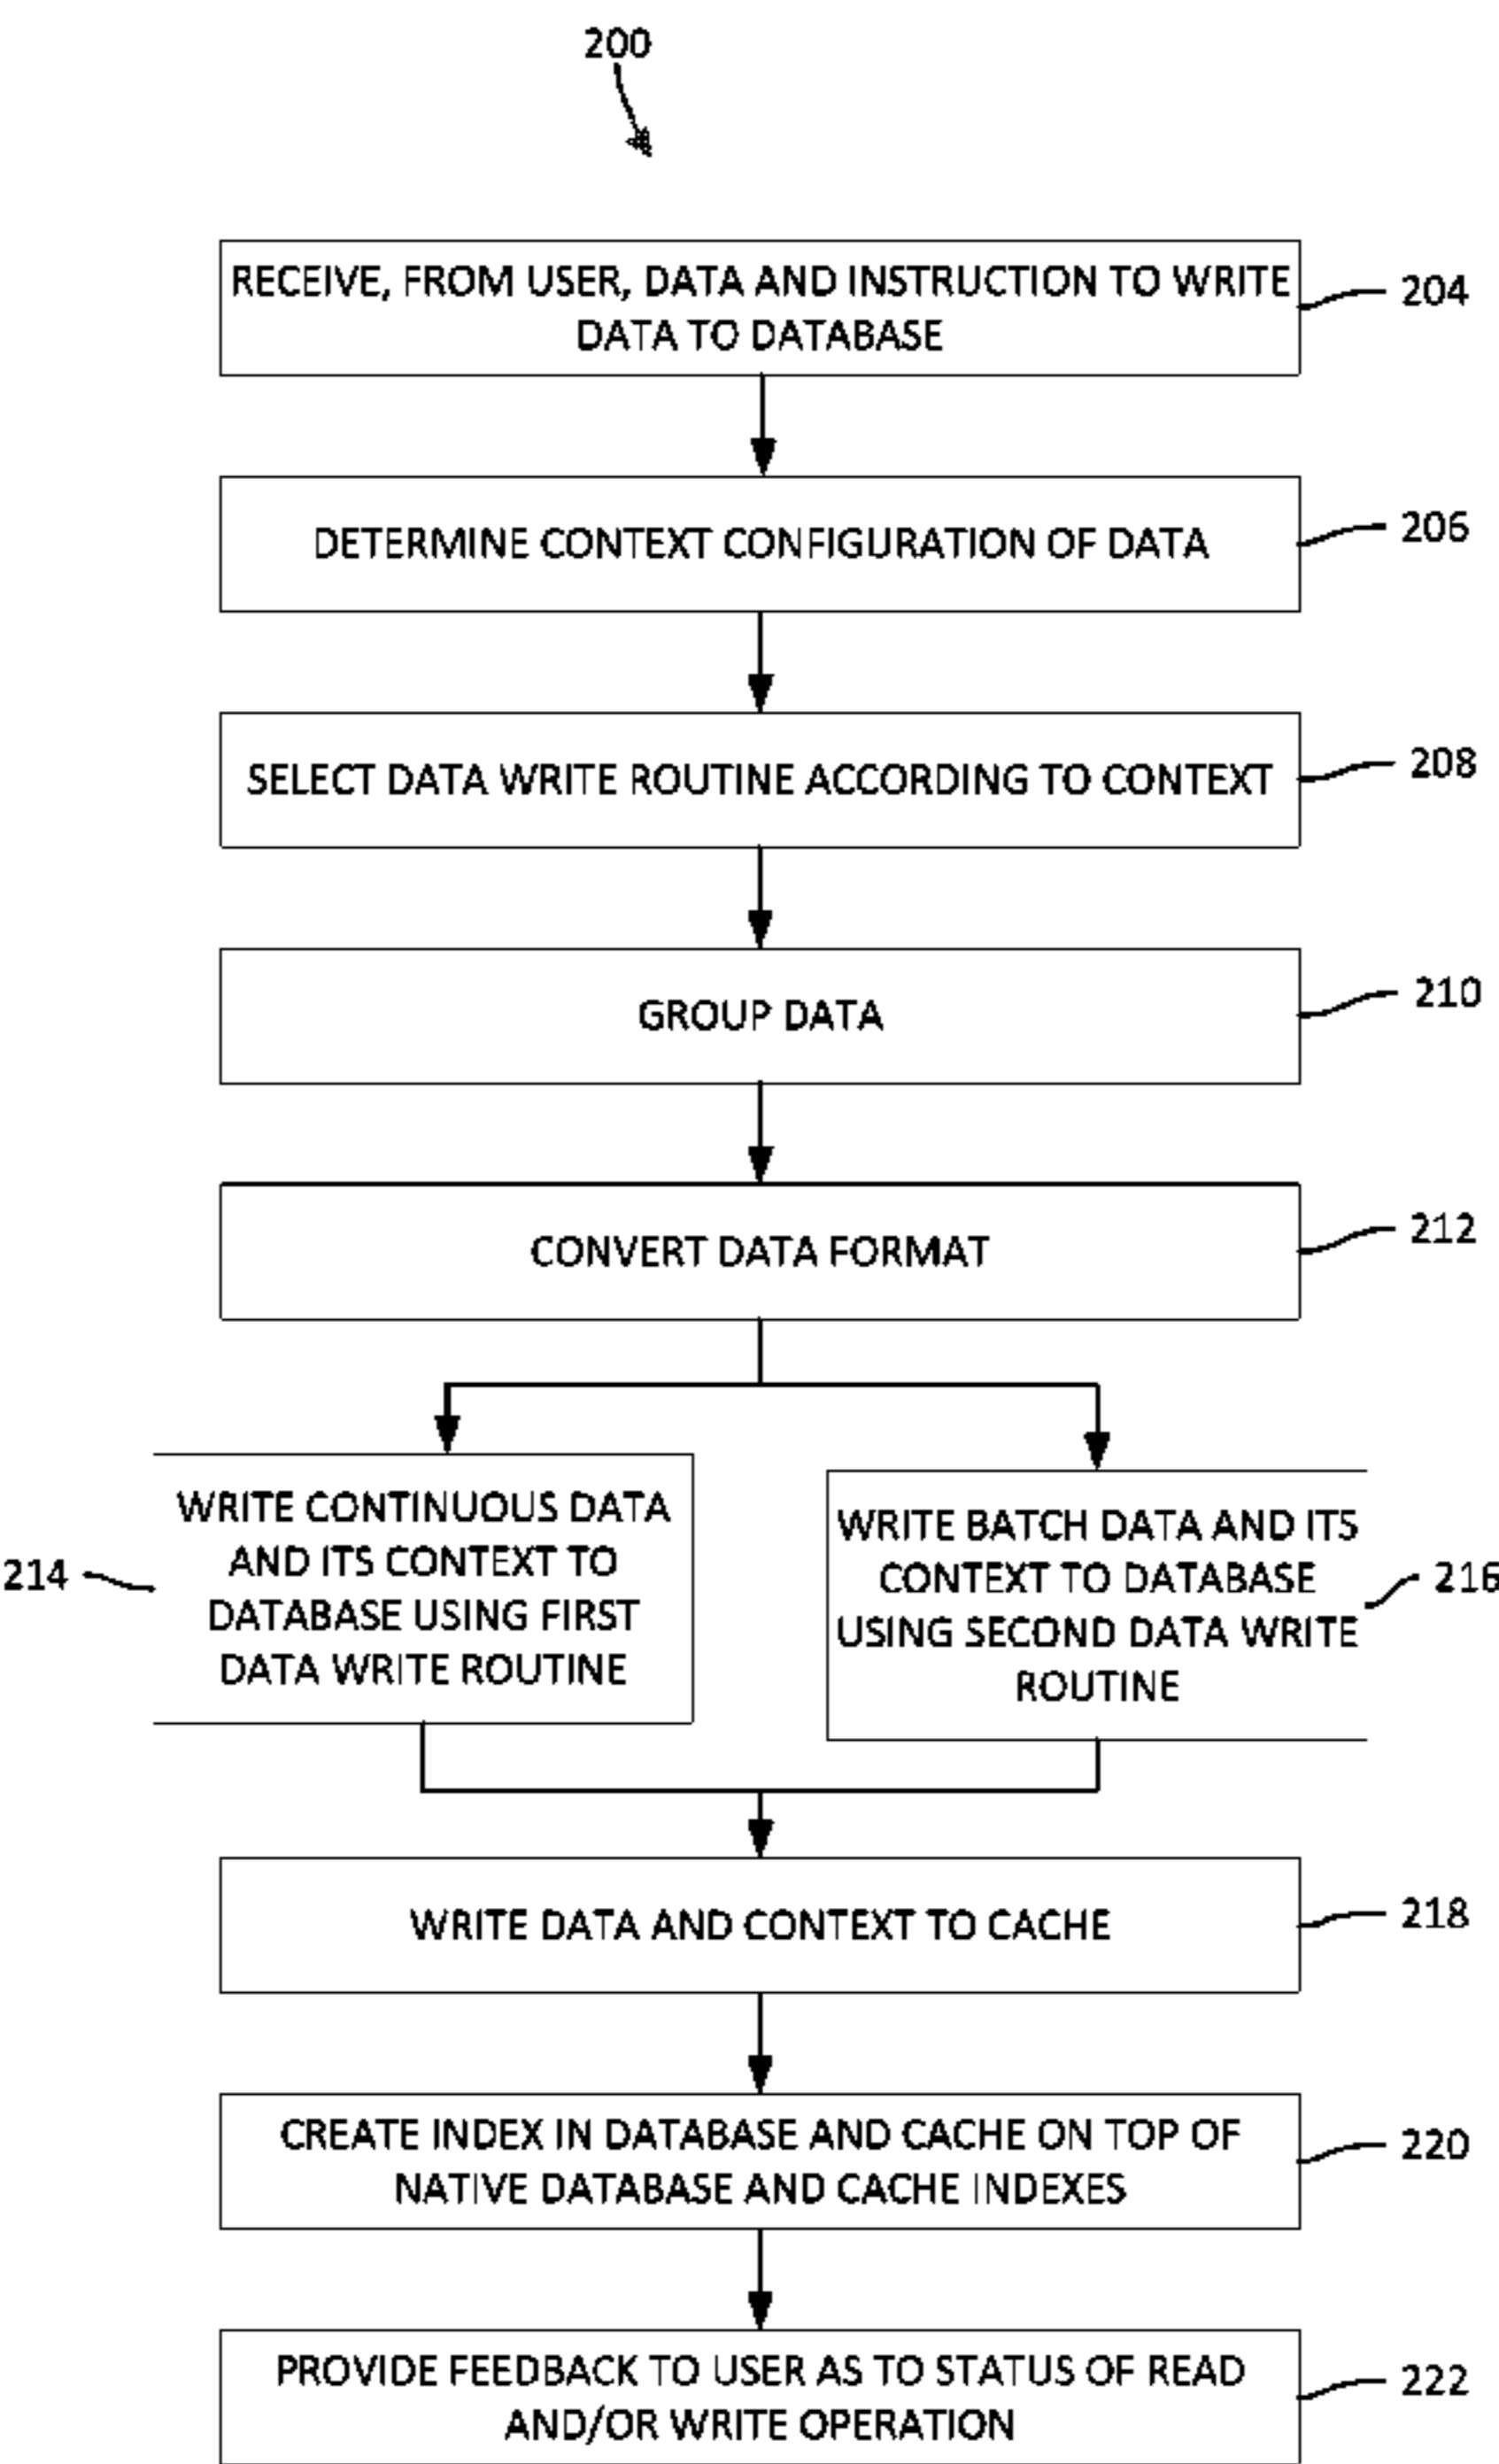 200
RECEIVE, FROM USER, DATA AND INSTRUCTION TO WRITE
DATA TO DATABASE
204
DETERMINE CONTEXT CONFIGURATION OF DATA
206
SELECT DATA WRITE ROUTINE ACCORDING TO CONTEXT
208
GROUP DATA
210
CONVERT DATA FORMAT
212
WRITE CONTINUOUS DATA
AND ITS CONTEXT TO
DATABASE USING FIRST
DATA WRITE ROUTINE
214
WRITE BATCH DATA AND ITS
CONTEXT TO DATABASE
USING SECOND DATA WRITE
ROUTINE
216
WRITE DATA AND CONTEXT TO CACHE
218
CREATE INDEX IN DATABASE AND CACHE ON TOP OF
NATIVE DATABASE AND CACHE INDEXES
220
PROVIDE FEEDBACK TO USER AS TO STATUS OF READ
AND/OR WRITE OPERATION
222